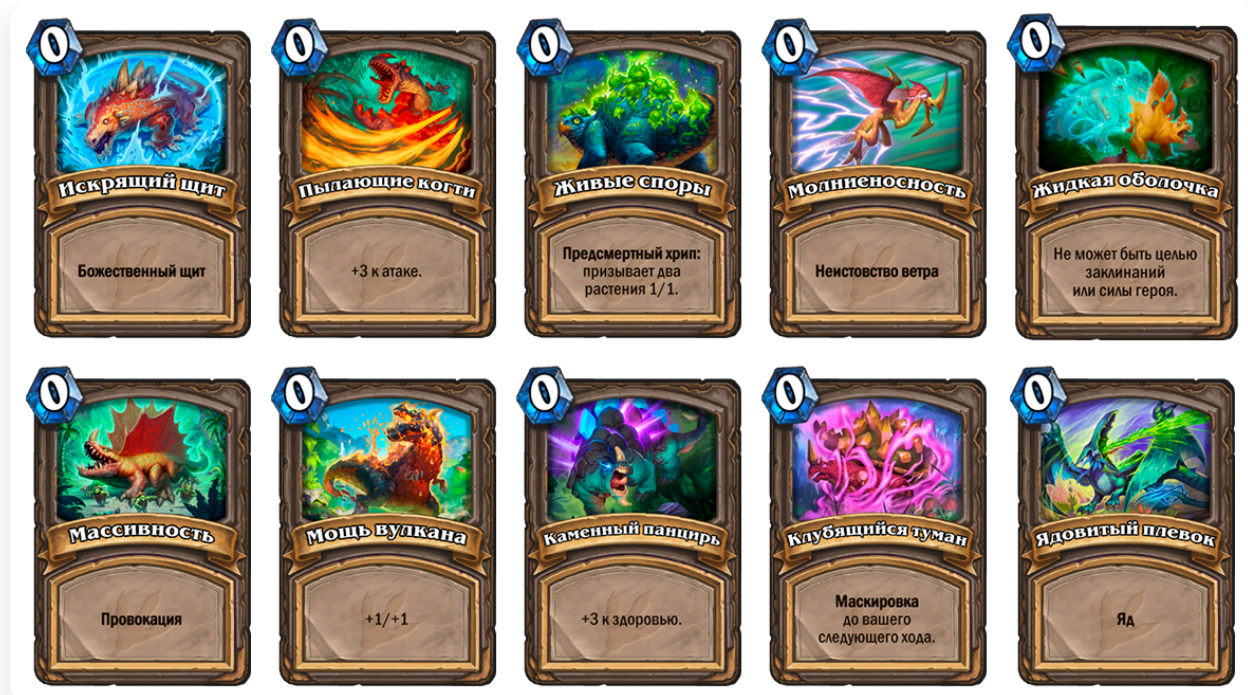 0
Искрящий щит
Божественный щит
0
Пылающие когти
+3 к атаке.
0
Живые споры
Предсмертный хрип:
призывает два
растения 1/1.
0
Молниеносность
Неистовство ветра
0
Жидкая оболочка
Не может быть целью
заклинаний
или силы героя.
0
Массивность
Провокация
0
Мощь вулкана
+1/+1
0
Каменный панцирь
+3 к здоровью.
0
Клубящийся туман
Маскировка
до вашего
следующего хода.
0
Ядовитый плевок
Яд